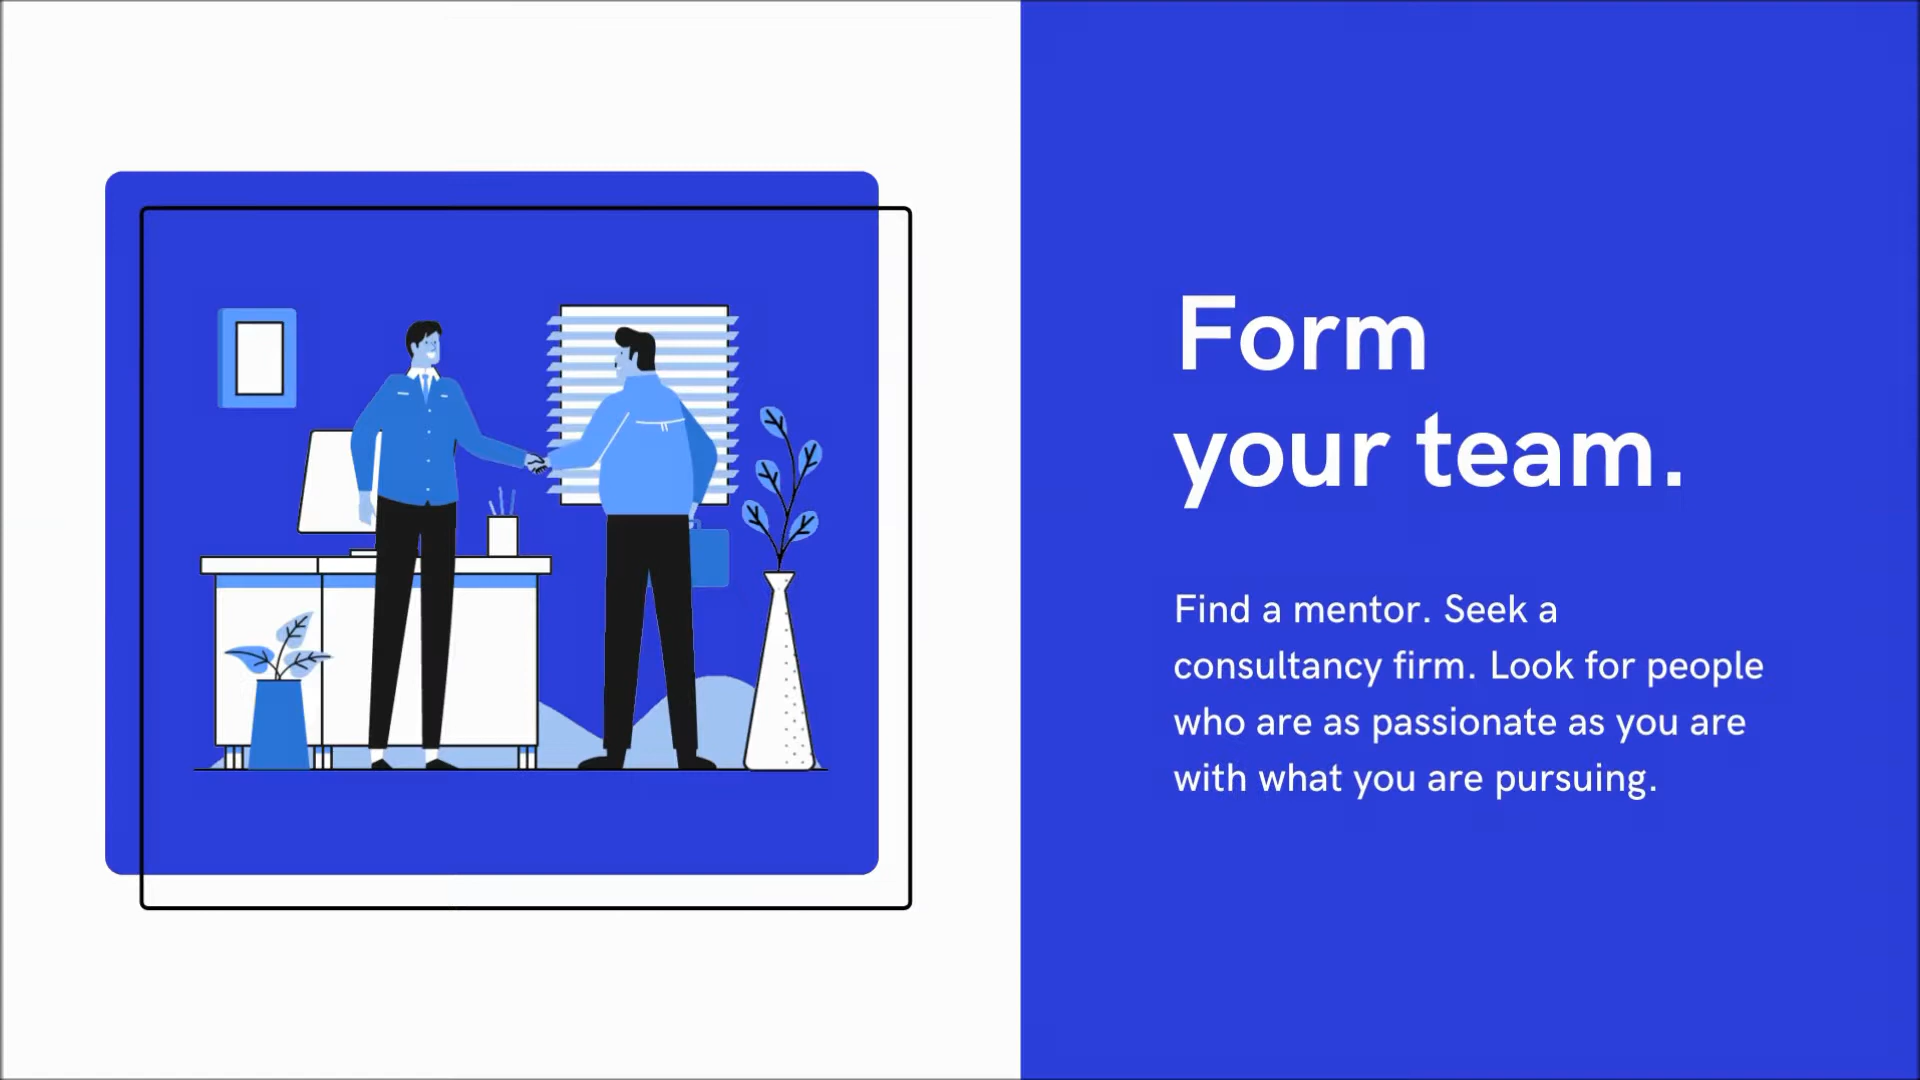 Form
your team.
Find a mentor. Seek a
consultancy firm. Look for people
who are as passionate as you are
with what you are pursuing.